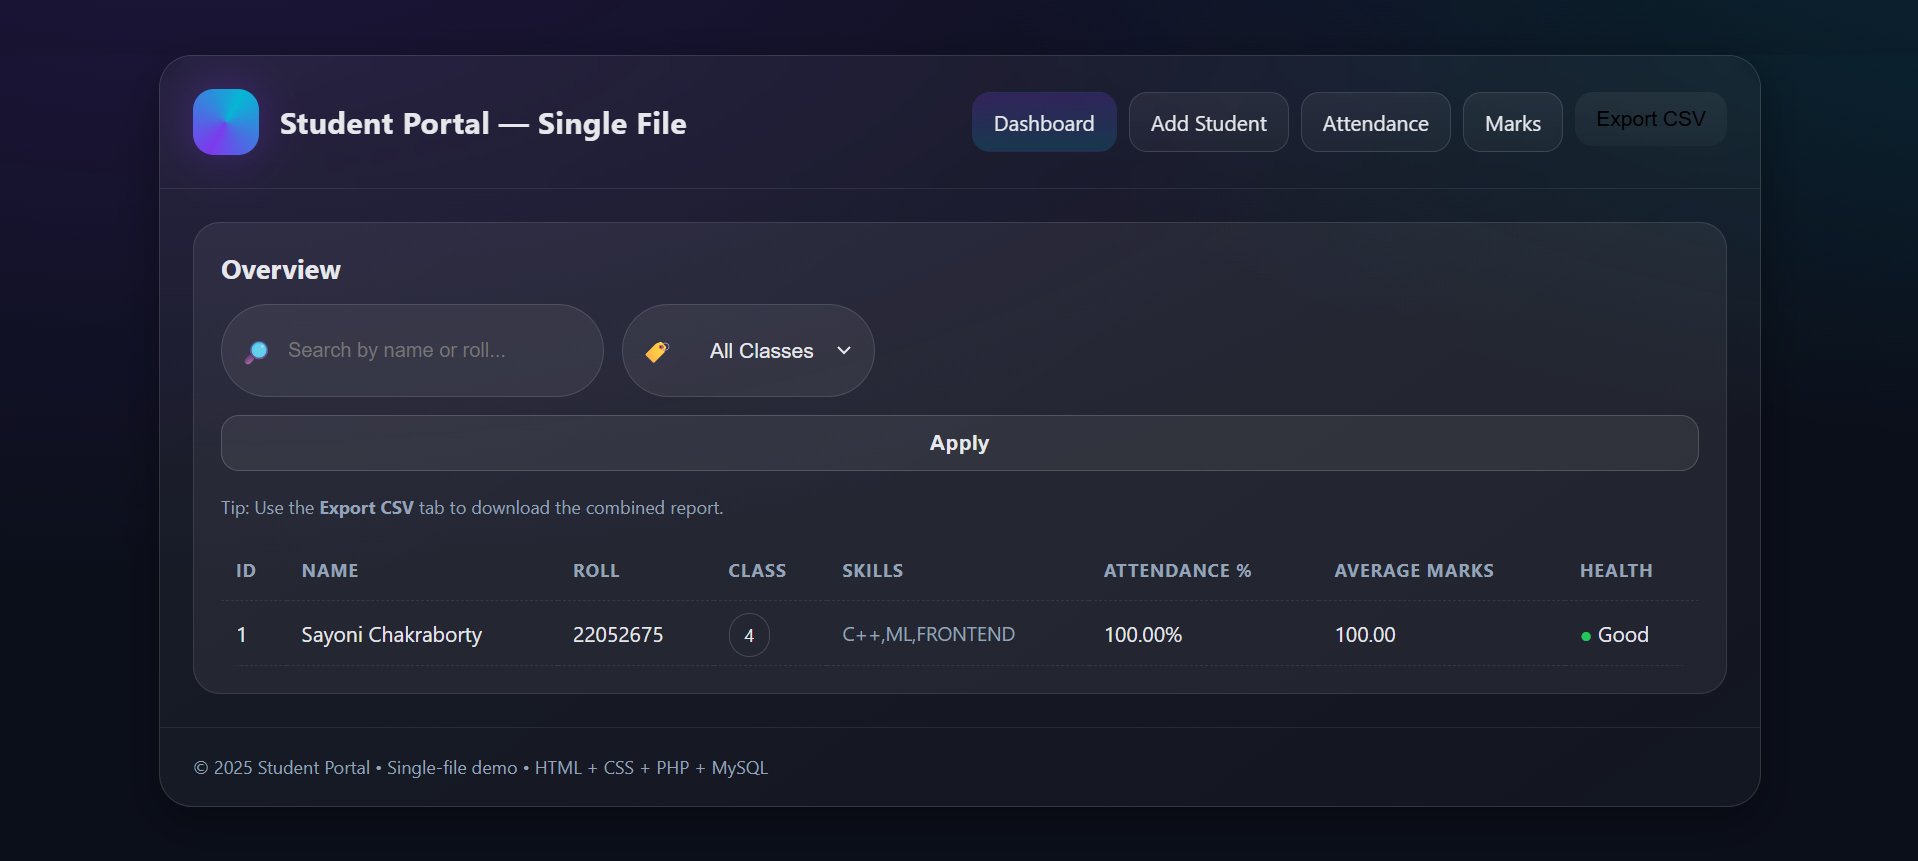 Student Portal — Single File
Dashboard
Add Student
Attendance
Marks
Export CSV
Overview
Search by name or roll...
All Classes
Apply
Tip: Use the Export CSV tab to download the combined report.
ID NAME ROLL CLASS SKILLS ATTENDANCE % AVERAGE MARKS HEALTH
1 Sayoni Chakraborty 22052675 4 C++,ML,FRONTEND 100.00% 100.00 Good
© 2025 Student Portal • Single-file demo • HTML + CSS + PHP + MySQL